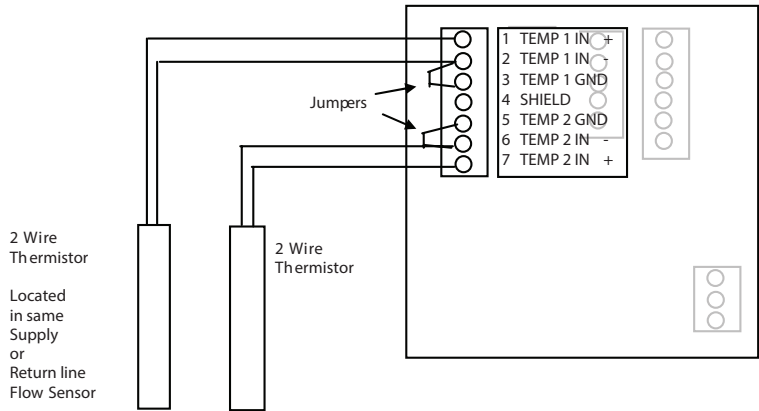 1 TEMP 1 IN +
2 TEMP 1 IN -
3 TEMP 1 GND
4 SHIELD
5 TEMP 2 GND
6 TEMP 2 IN -
7 TEMP 2 IN +
Jumpers
2 Wire
Thermistor
Located
in same
Supply
or
Return line
Flow Sensor
2 Wire
Thermistor